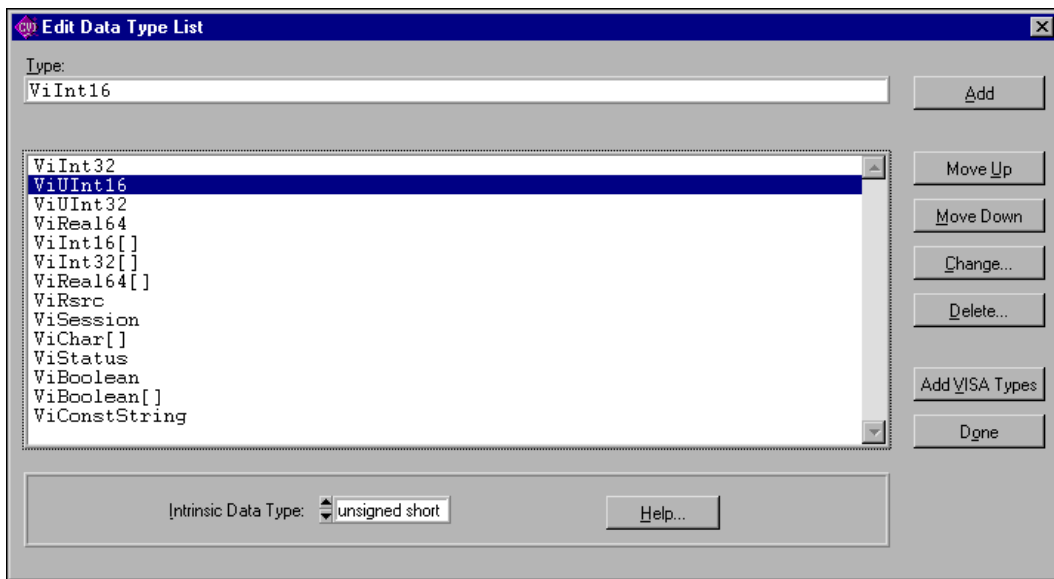 CVI Edit Data Type List
Type:
ViInt16
Add
ViInt32
ViUInt16
ViUInt32
ViReal64
ViInt16[]
ViInt32[]
ViReal64[]
ViRsrc
ViSession
ViChar[]
ViStatus
ViBoolean
ViBoolean[]
ViConstString
Move Up
Move Down
Change...
Delete...
Add VISA Types
Done
Intrinsic Data Type: unsigned short
Help...